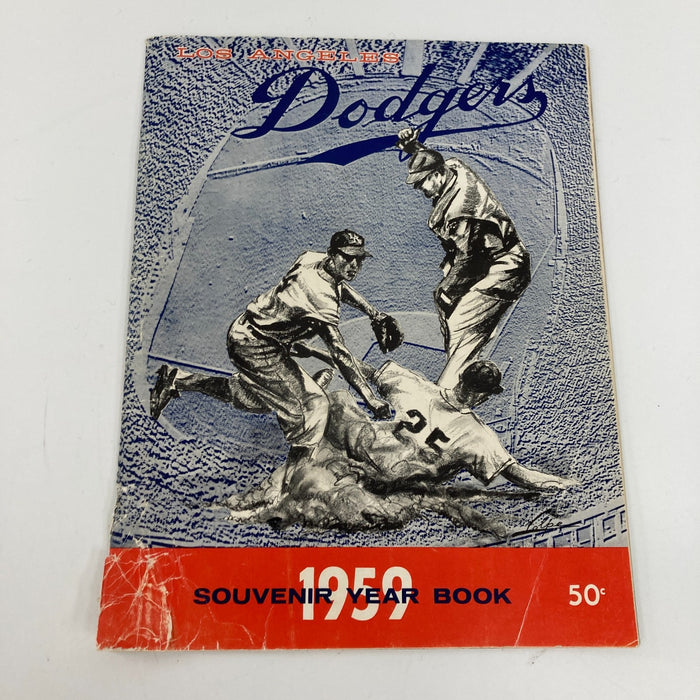 LOS ANGELES
Dodgers
25
1959
SOUVENIR YEAR BOOK
50¢